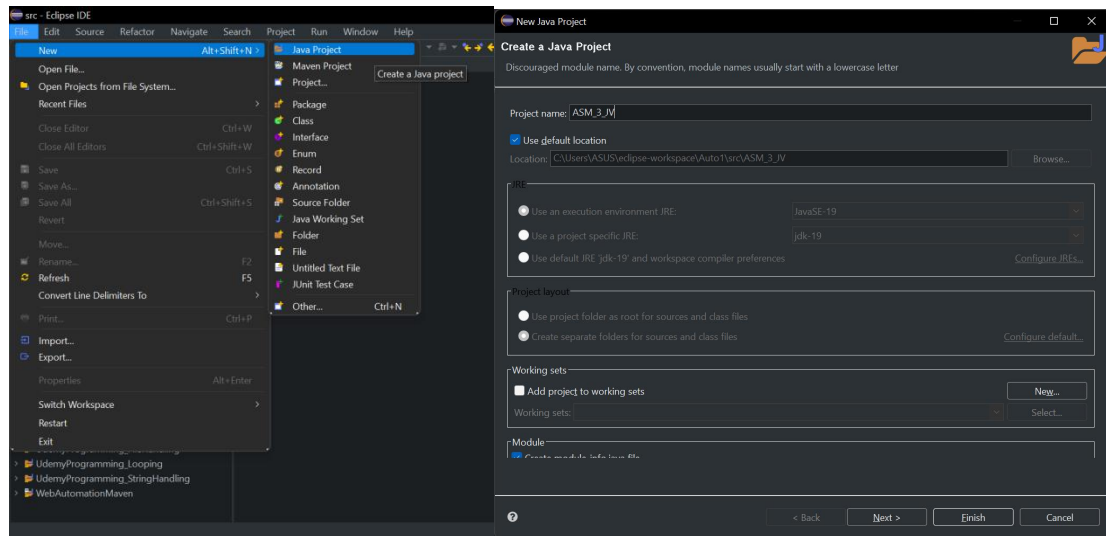 src - Eclipse IDE
File Edit Source Refactor Navigate Search Project Run Window Help
New Alt+Shift+N >
Open File...
Open Projects from File System...
Recent Files >
Close Editor Ctrl+W
Close All Editors Ctrl+Shift+W
Save Ctrl+S
Save As...
Save All Ctrl+Shift+S
Revert
Move...
Rename... F2
Refresh F5
Convert Line Delimiters To >
Print... Ctrl+P
Import...
Export...
Properties Alt+Enter
Switch Workspace >
Restart
Exit
Java Project
Maven Project
Project...
Create a Java project
Package
Class
Interface
Enum
Record
Annotation
Source Folder
Java Working Set
Folder
File
Untitled Text File
JUnit Test Case
Other... Ctrl+N
> UdemyProgramming_Looping
> UdemyProgramming_StringHandling
> WebAutomationMaven
New Java Project
Create a Java Project
Discouraged module name. By convention, module names usually start with a lowercase letter
Project name: ASM_3_JV
Use default location
Location: C:\Users\ASUS\eclipse-workspace\Auto1\src\ASM_3_JV Browse...
JRE
Use an execution environment JRE: JavaSE-19
Use a project specific JRE: jdk-19
Use default JRE 'jdk-19' and workspace compiler preferences Configure JREs...
Project layout
Use project folder as root for sources and class files
Create separate folders for sources and class files Configure default...
Working sets
Add project to working sets New...
Working sets: Select...
Module
Create module-info.java file
< Back Next > Finish Cancel